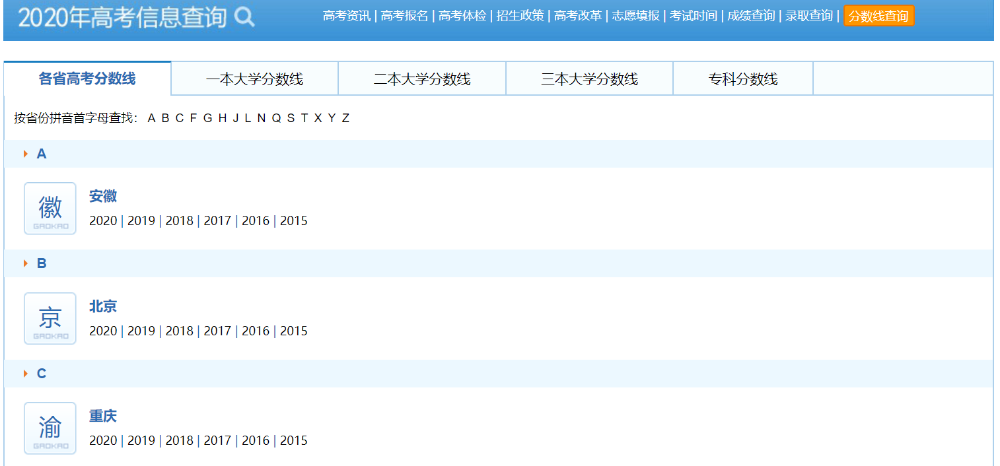 2020年高考信息查询
高考资讯 | 高考报名 | 高考体检 | 招生政策 | 高考改革 | 志愿填报 | 考试时间 | 成绩查询 | 录取查询 | 分数线查询
各省高考分数线 一本大学分数线 二本大学分数线 三本大学分数线 专科分数线
按省份拼音首字母查找： A B C F G H J L N Q S T X Y Z
A
徽
GAOKAO
安徽
2020 | 2019 | 2018 | 2017 | 2016 | 2015
B
京
GAOKAO
北京
2020 | 2019 | 2018 | 2017 | 2016 | 2015
C
渝
GAOKAO
重庆
2020 | 2019 | 2018 | 2017 | 2016 | 2015